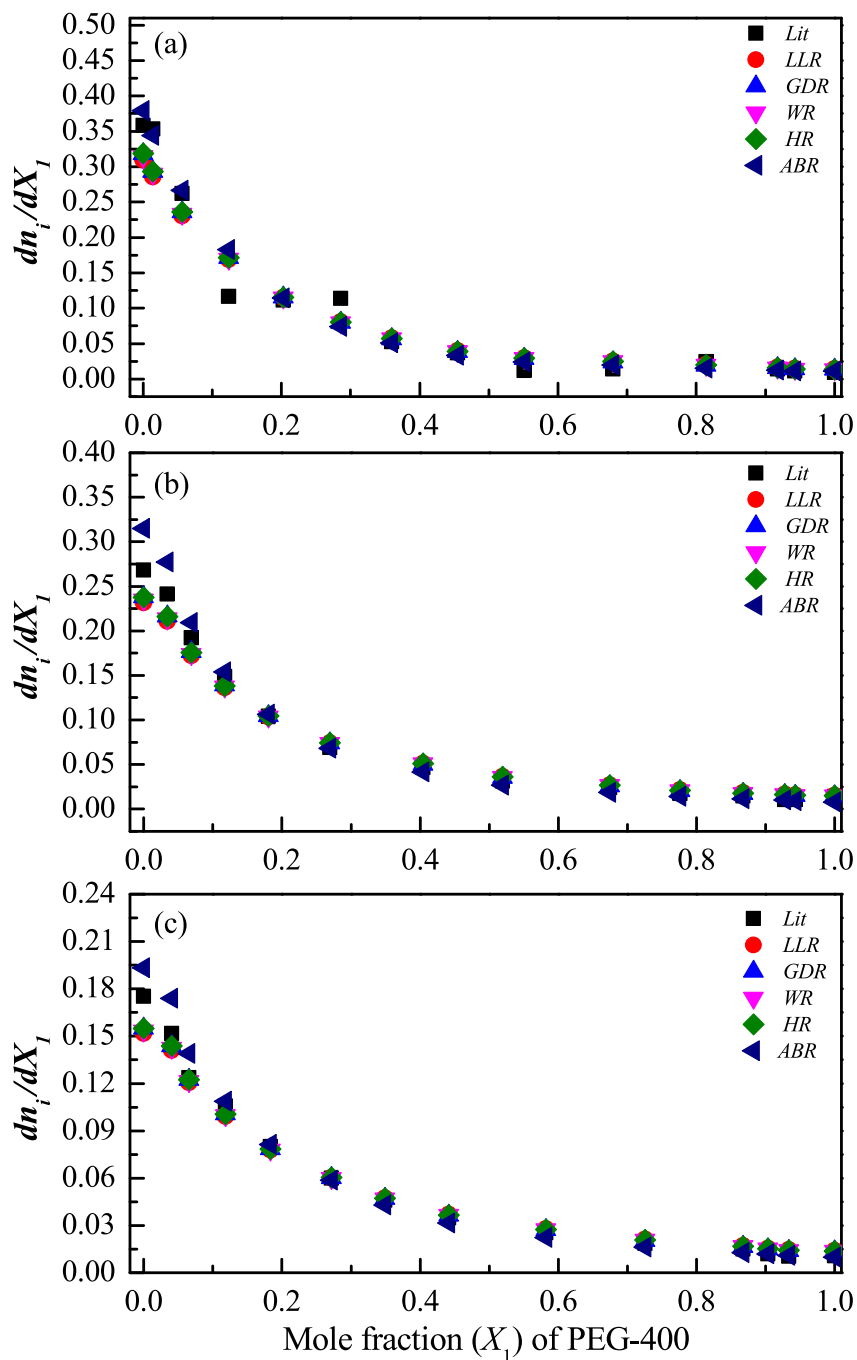 (a)
Lit
LLR
GDR
WR
HR
ABR
0.50
0.45
0.40
0.35
0.30
0.25
0.20
0.15
0.10
0.05
0.00
dn_i/dX_1
0.0 0.2 0.4 0.6 0.8 1.0
(b)
Lit
LLR
GDR
WR
HR
ABR
0.40
0.35
0.30
0.25
0.20
0.15
0.10
0.05
0.00
dn_i/dX_1
0.0 0.2 0.4 0.6 0.8 1.0
(c)
Lit
LLR
GDR
WR
HR
ABR
0.24
0.21
0.18
0.15
0.12
0.09
0.06
0.03
0.00
dn_i/dX_1
0.0 0.2 0.4 0.6 0.8 1.0
Mole fraction (X_1) of PEG-400